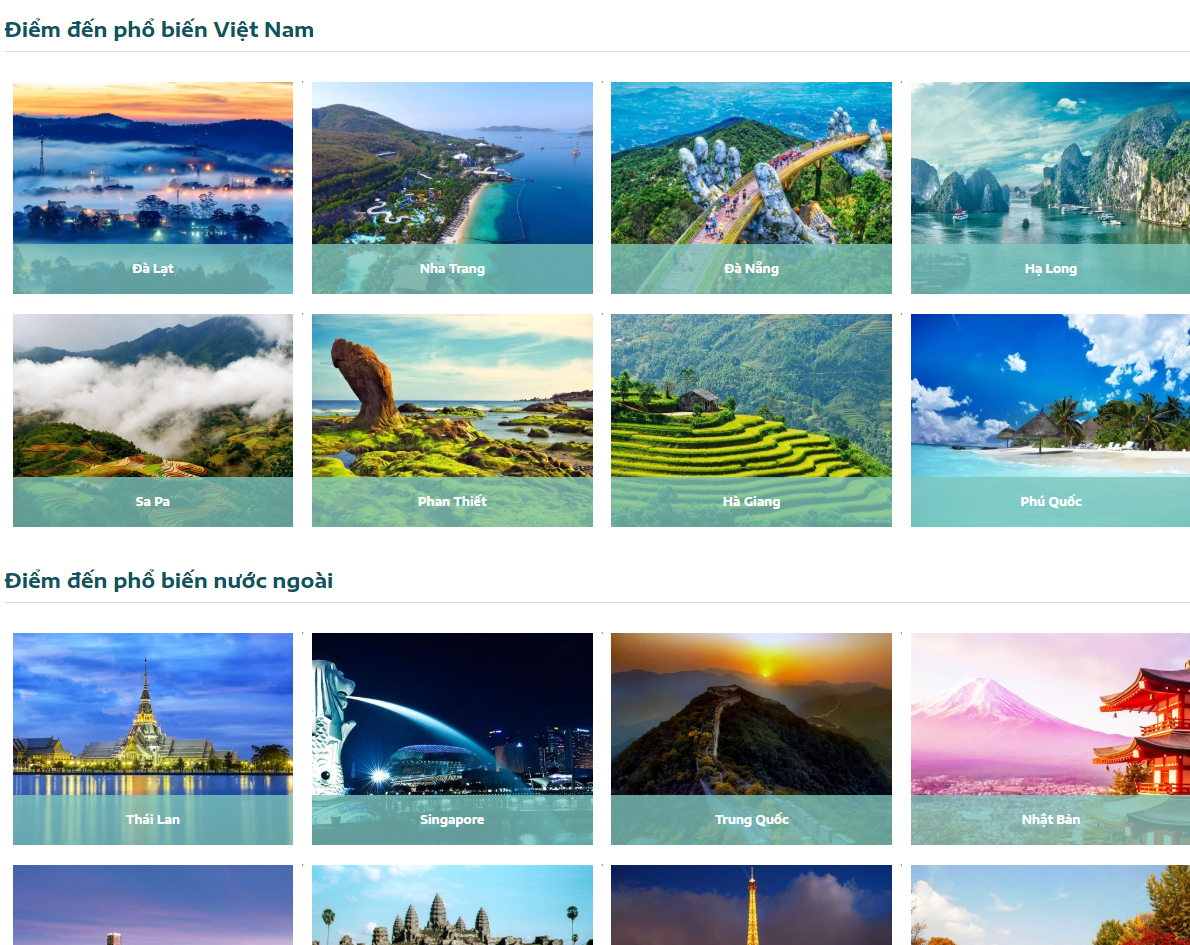 Điểm đến phổ biến Việt Nam
Đà Lạt
Nha Trang
Đà Nẵng
Hạ Long
Sa Pa
Phan Thiết
Hà Giang
Phú Quốc
Điểm đến phổ biến nước ngoài
Thái Lan
Singapore
Trung Quốc
Nhật Bản